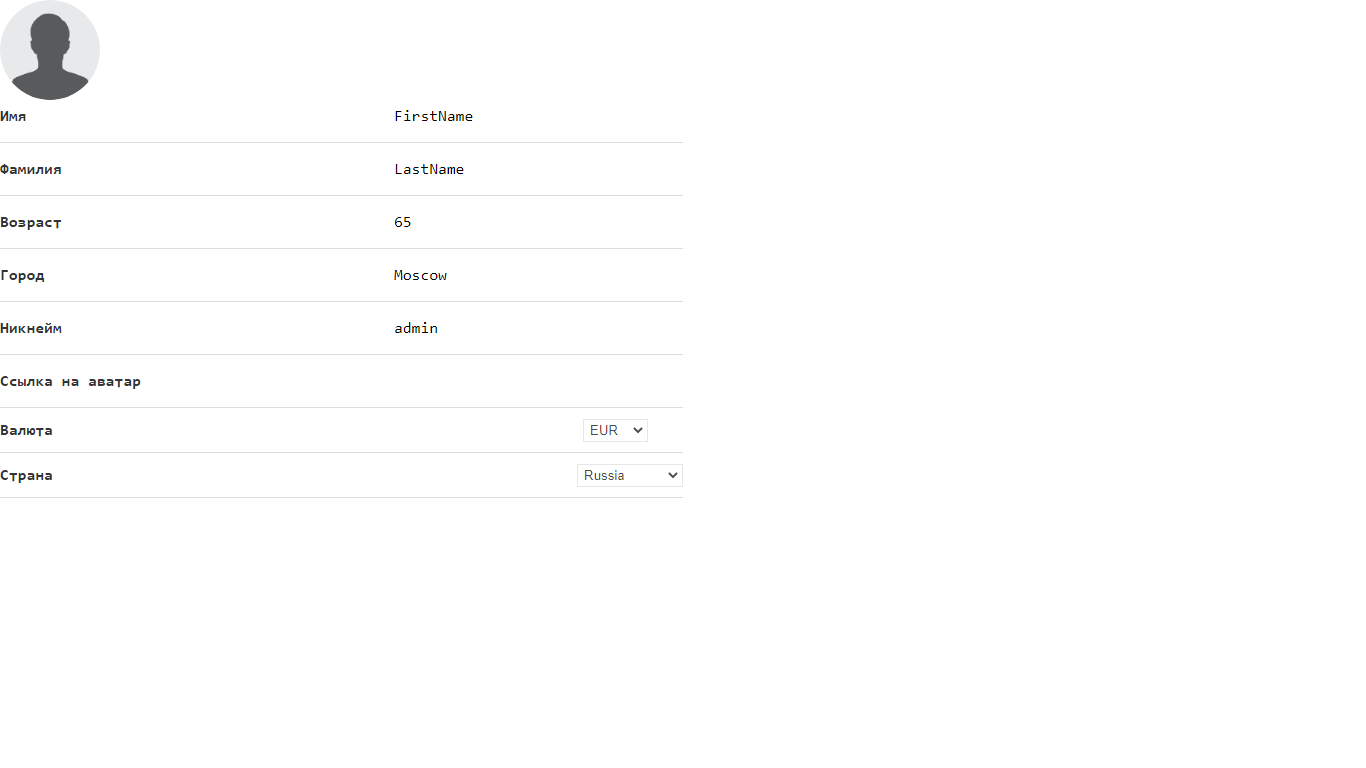 Имя FirstName
Фамилия LastName
Возраст 65
Город Moscow
Никнейм admin
Ссылка на аватар
Валюта EUR
Страна Russia